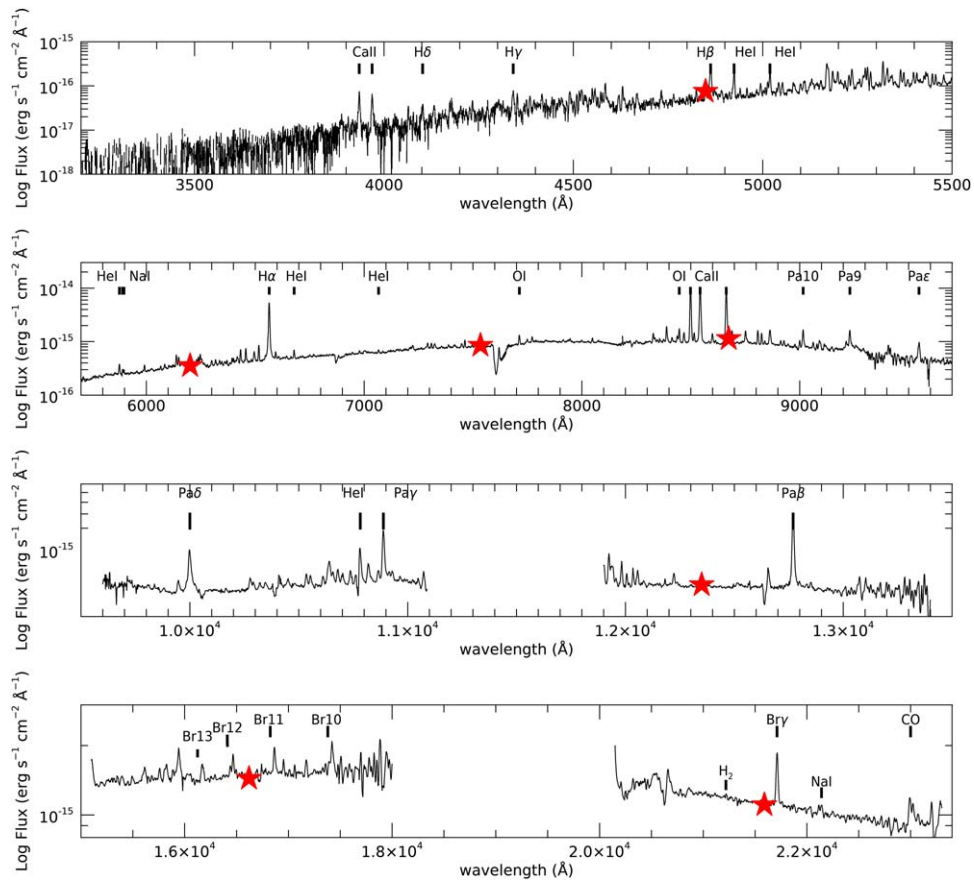 CaII Hδ Hγ Hβ HeI HeI
10⁻¹⁵
10⁻¹⁶
10⁻¹⁷
10⁻¹⁸
Log Flux (erg s⁻¹ cm⁻² Å⁻¹)
3500 4000 4500 5000 5500
wavelength (Å)
HeI NaI Hα HeI HeI OI OI CaII Pa10 Pa9 Paε
10⁻¹⁴
10⁻¹⁵
10⁻¹⁶
Log Flux (erg s⁻¹ cm⁻² Å⁻¹)
6000 7000 8000 9000
wavelength (Å)
Paδ HeI Paγ Paβ
10⁻¹⁵
Log Flux (erg s⁻¹ cm⁻² Å⁻¹)
1.0×10⁴ 1.1×10⁴ 1.2×10⁴ 1.3×10⁴
wavelength (Å)
Br13 Br12 Br11 Br10 H₂ Brγ NaI CO
10⁻¹⁵
Log Flux (erg s⁻¹ cm⁻² Å⁻¹)
1.6×10⁴ 1.8×10⁴ 2.0×10⁴ 2.2×10⁴
wavelength (Å)